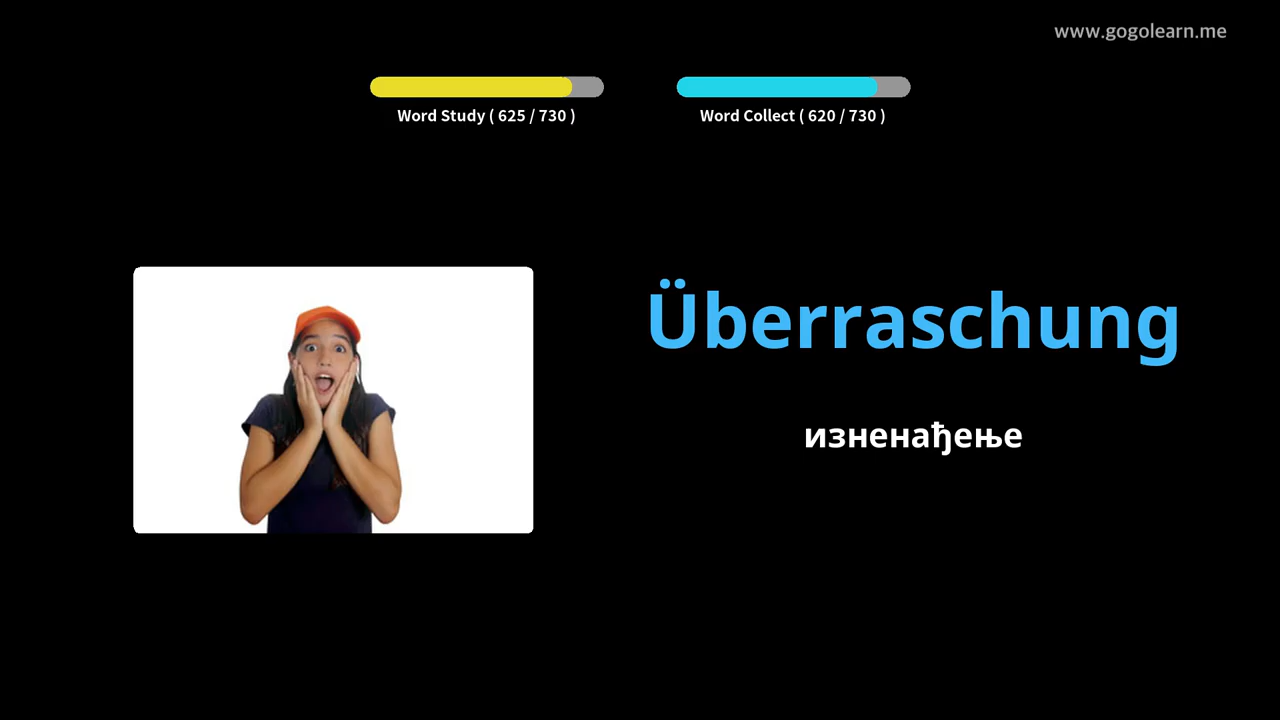 www.gogolearn.me
Word Study ( 625 / 730 )
Word Collect ( 620 / 730 )
Überraschung
изненађење